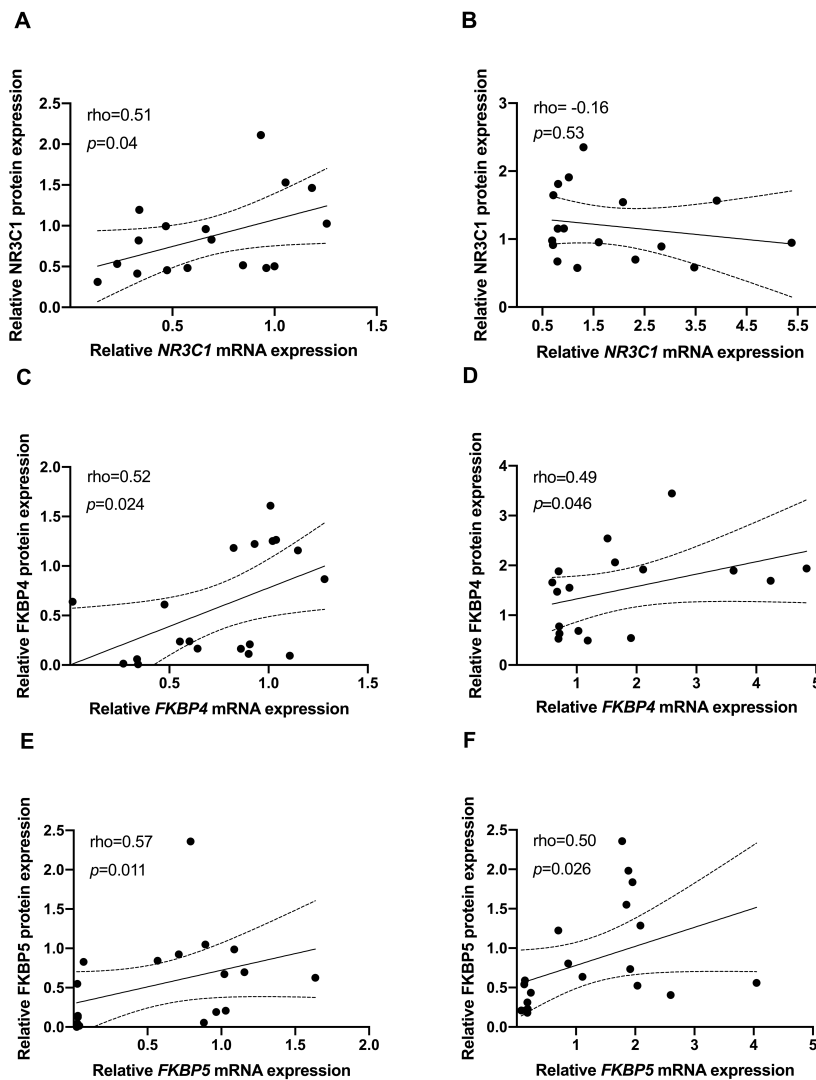 A
Relative NR3C1 protein expression
rho=0.51
p=0.04
2.5
2.0
1.5
1.0
0.5
0.0
0.5
1.0
1.5
Relative NR3C1 mRNA expression
B
Relative NR3C1 protein expression
rho= -0.16
p=0.53
3
2
1
0
0.5
1.5
2.5
3.5
4.5
5.5
Relative NR3C1 mRNA expression
C
Relative FKBP4 protein expression
rho=0.52
p=0.024
2.0
1.5
1.0
0.5
0.0
0.5
1.0
1.5
Relative FKBP4 mRNA expression
D
Relative FKBP4 protein expression
rho=0.49
p=0.046
4
3
2
1
0
1
2
3
4
5
Relative FKBP4 mRNA expression
E
Relative FKBP5 protein expression
rho=0.57
p=0.011
2.5
2.0
1.5
1.0
0.5
0.0
0.5
1.0
1.5
2.0
Relative FKBP5 mRNA expression
F
Relative FKBP5 protein expression
rho=0.50
p=0.026
2.5
2.0
1.5
1.0
0.5
0.0
1
2
3
4
5
Relative FKBP5 mRNA expression